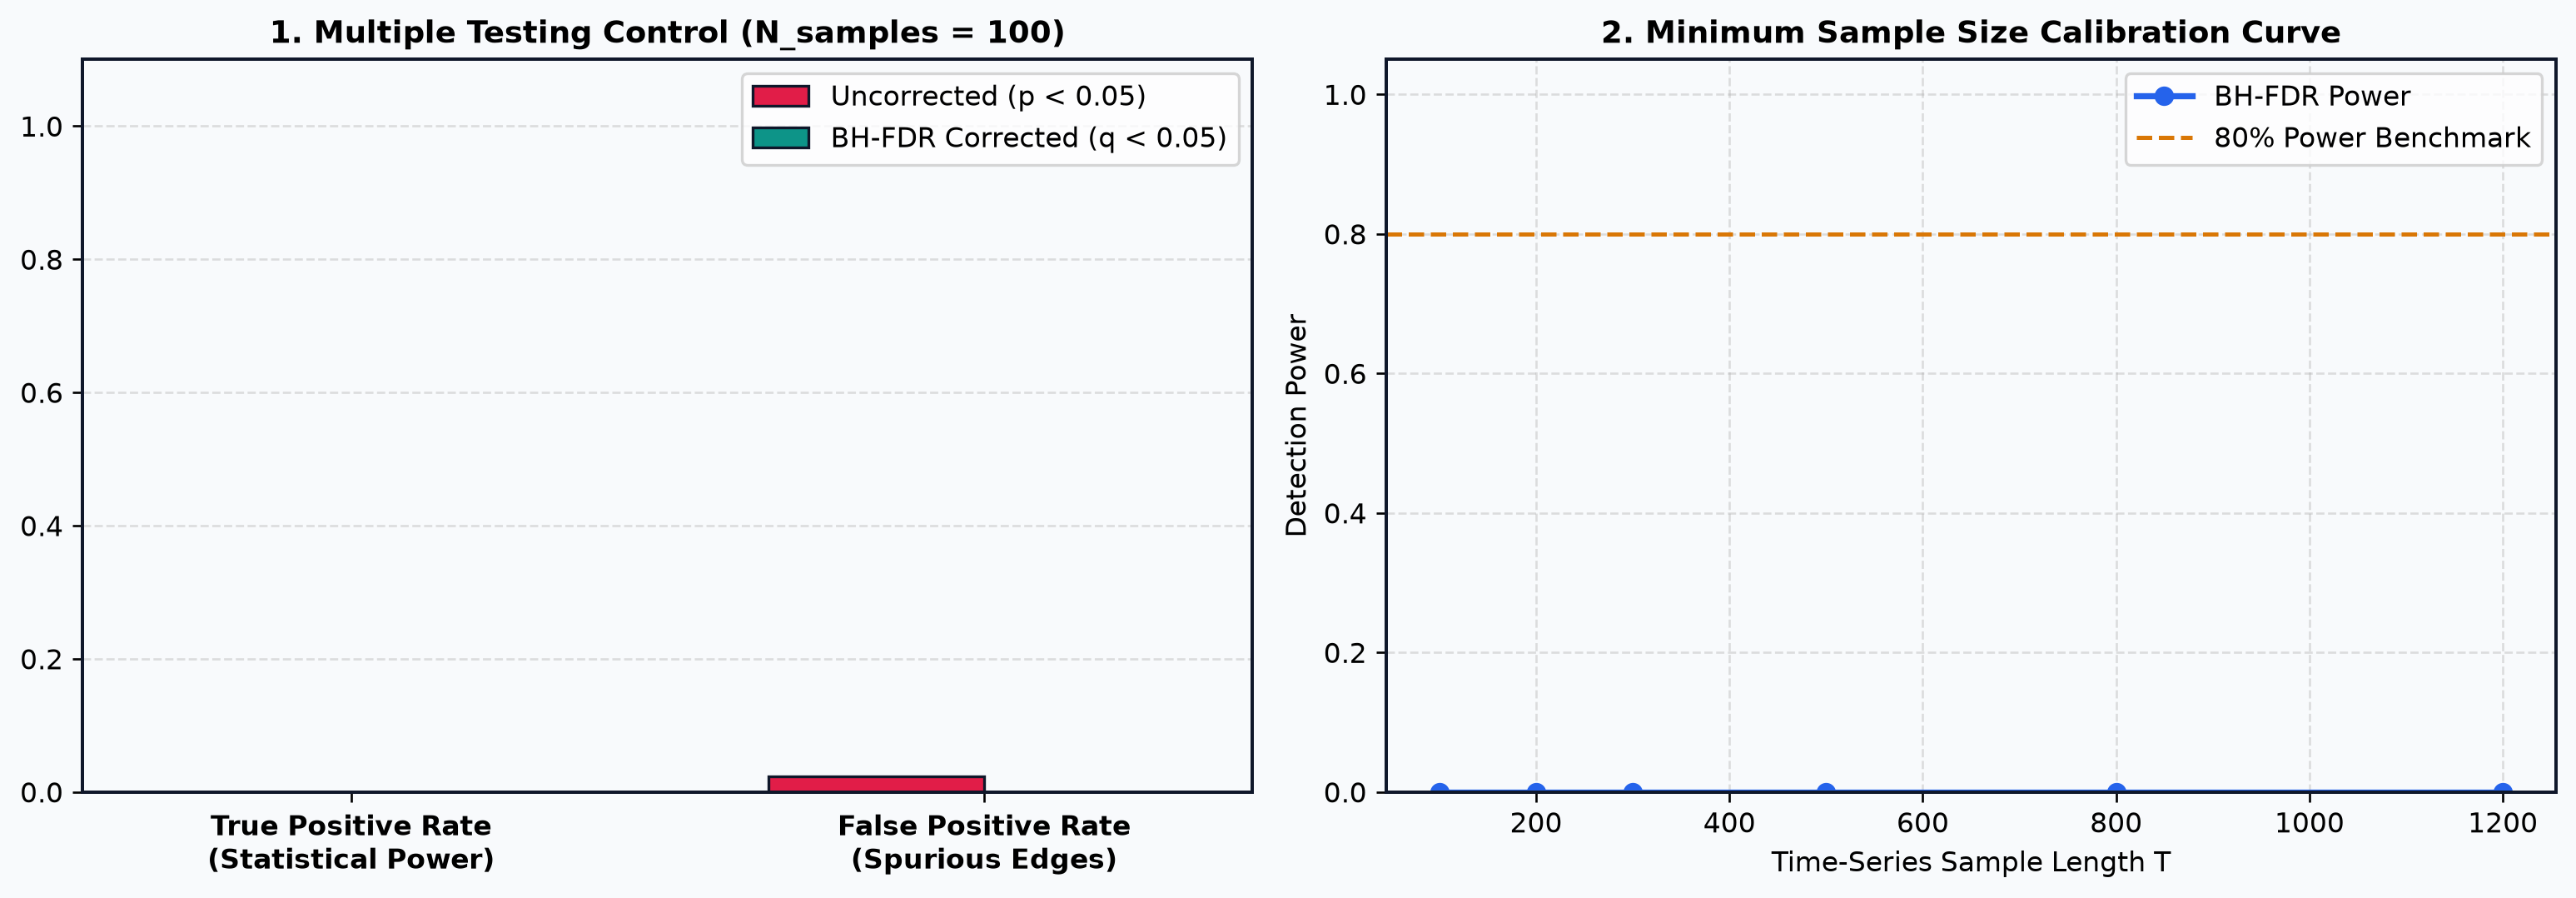 1. Multiple Testing Control (N_samples = 100)
Uncorrected (p < 0.05)
BH-FDR Corrected (q < 0.05)
1.0
0.8
0.6
0.4
0.2
0.0
True Positive Rate
(Statistical Power)
False Positive Rate
(Spurious Edges)
2. Minimum Sample Size Calibration Curve
BH-FDR Power
80% Power Benchmark
Detection Power
1.0
0.8
0.6
0.4
0.2
0.0
200 400 600 800 1000 1200
Time-Series Sample Length T